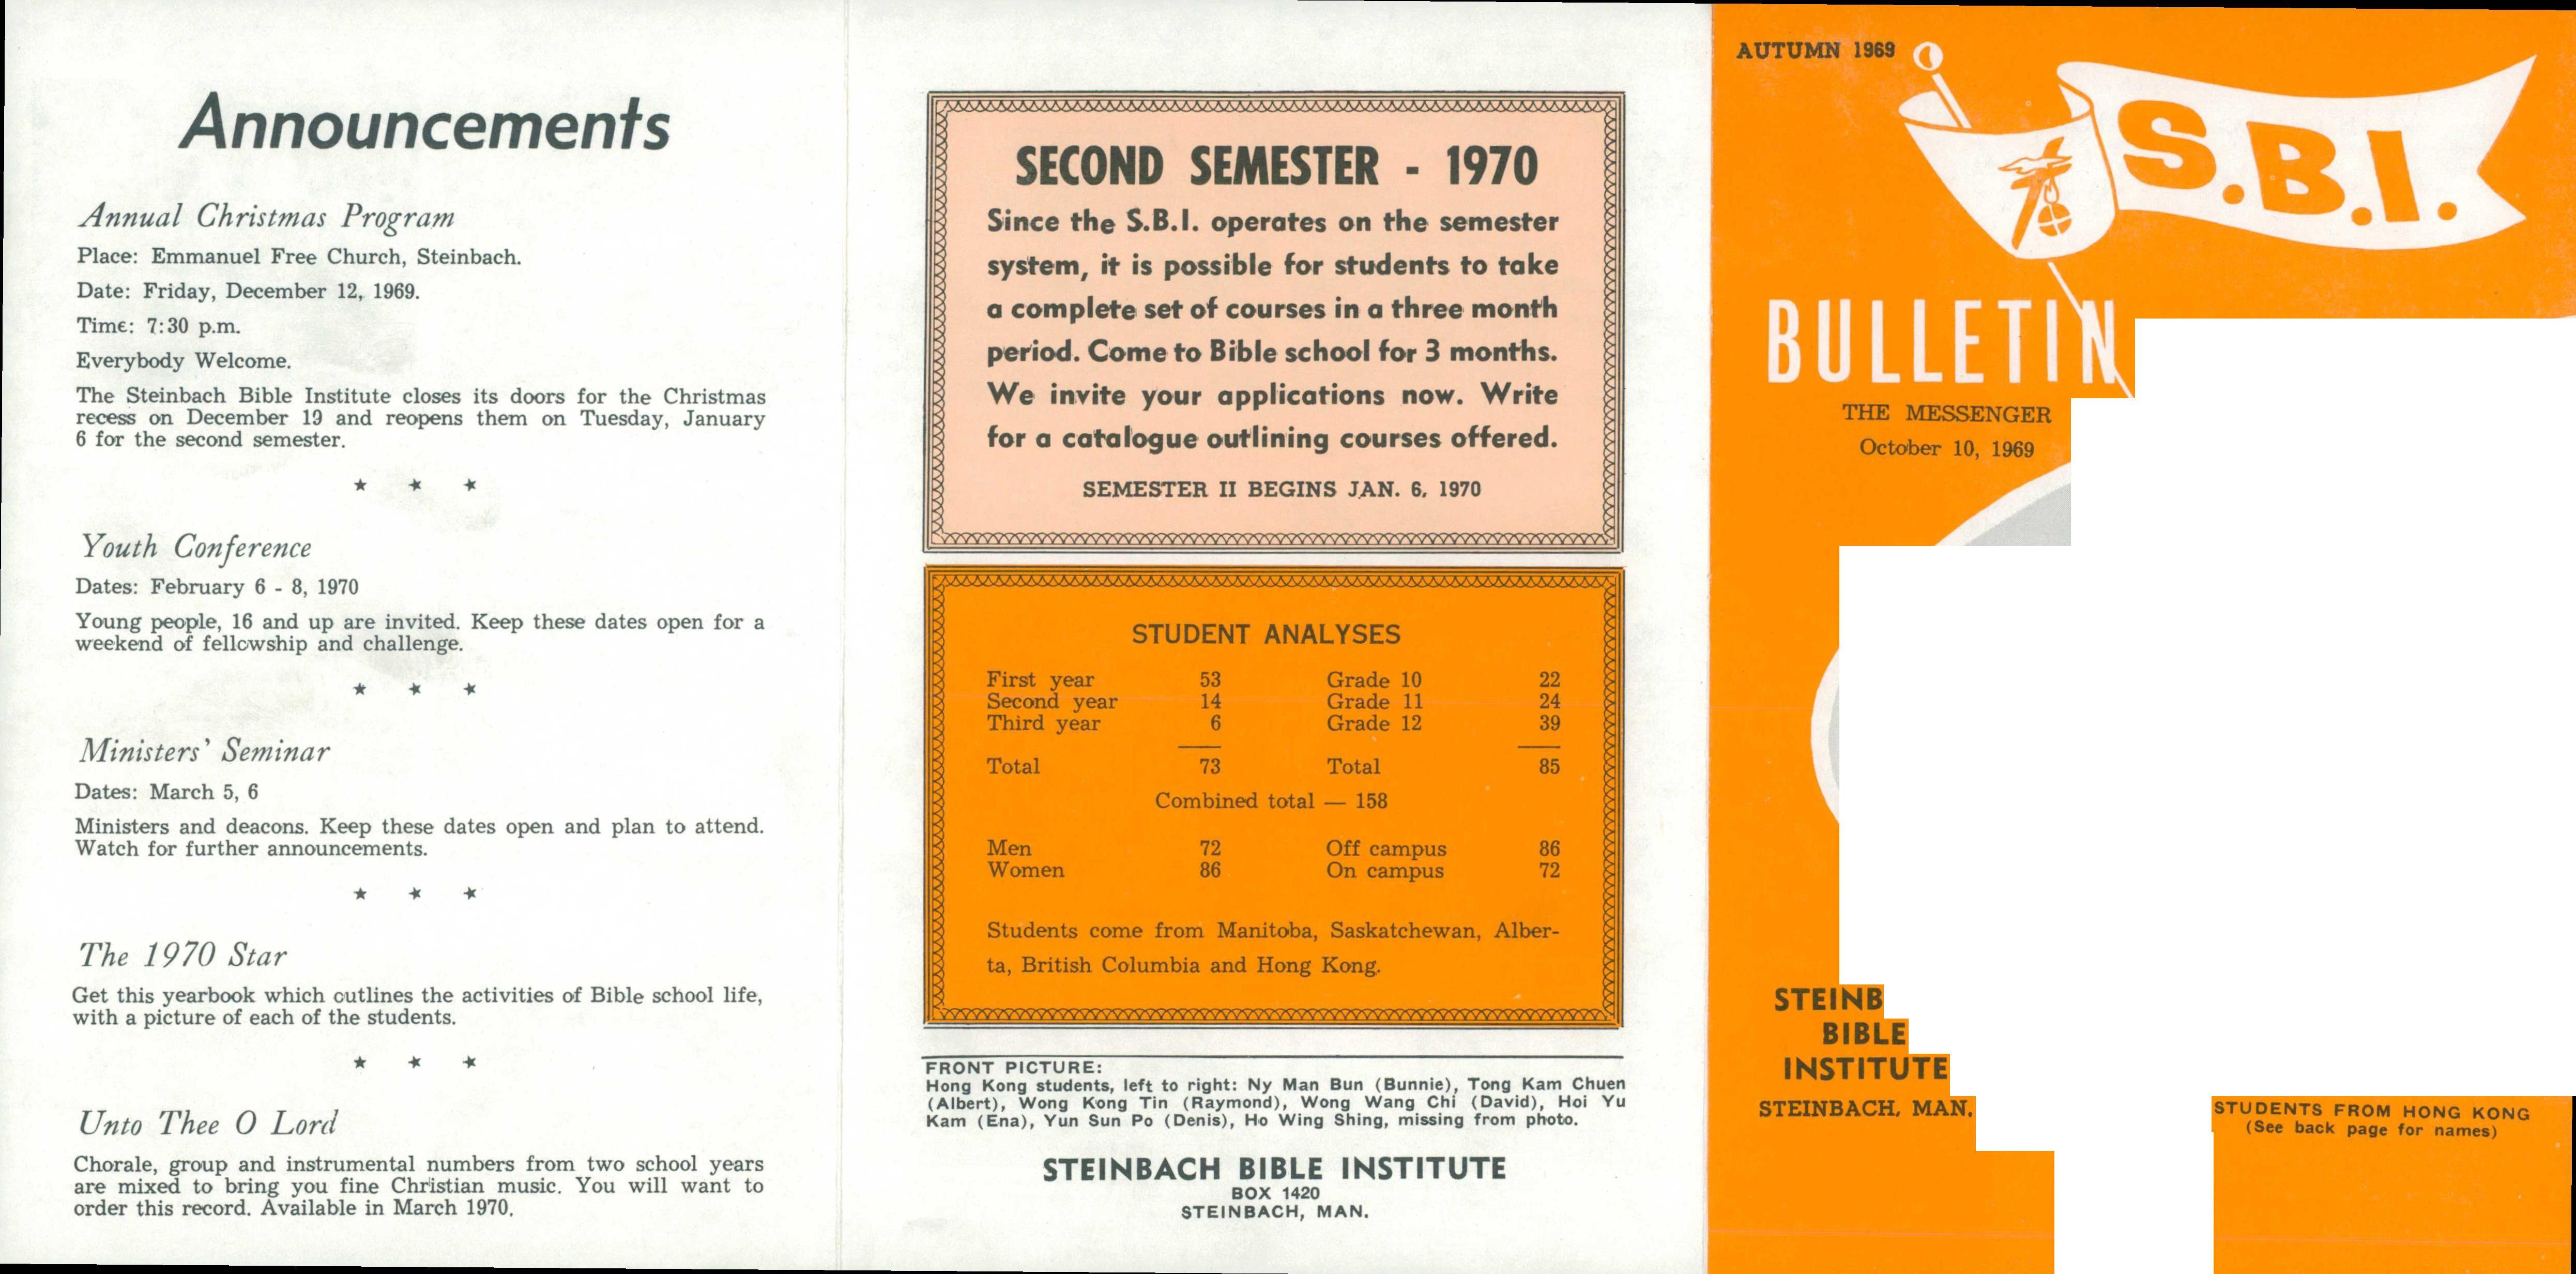 Announcements
Annual Christmas Program
Place: Emmanuel Free Church, Steinbach.
Date: Friday, December 12, 1969.
Time: 7:30 p.m.
Everybody Welcome.
The Steinbach Bible Institute closes its doors for the Christmas
recess on December 19 and reopens them on Tuesday, January
6 for the second semester.
★ ★ ★
Youth Conference
Dates: February 6 - 8, 1970
Young people, 16 and up are invited. Keep these dates open for a
weekend of fellowship and challenge.
★ ★ ★
Ministers' Seminar
Dates: March 5, 6
Ministers and deacons. Keep these dates open and plan to attend.
Watch for further announcements.
★ ★ ★
The 1970 Star
Get this yearbook which outlines the activities of Bible school life,
with a picture of each of the students.
★ ★ ★
Unto Thee O Lord
Chorale, group and instrumental numbers from two school years
are mixed to bring you fine Christian music. You will want to
order this record. Available in March 1970.
SECOND SEMESTER - 1970
Since the S.B.I. operates on the semester
system, it is possible for students to take
a complete set of courses in a three month
period. Come to Bible school for 3 months.
We invite your applications now. Write
for a catalogue outlining courses offered.
SEMESTER II BEGINS JAN. 6, 1970
STUDENT ANALYSES
First year 53 Grade 10 22
Second year 14 Grade 11 24
Third year 6 Grade 12 39
Total 73 Total 85
Combined total — 158
Men 72 Off campus 86
Women 86 On campus 72
Students come from Manitoba, Saskatchewan, Alber-
ta, British Columbia and Hong Kong.
FRONT PICTURE:
Hong Kong students, left to right: Ny Man Bun (Bunnie), Tong Kam Chuen
(Albert), Wong Kong Tin (Raymond), Wong Wang Chi (David), Hoi Yu
Kam (Ena), Yun Sun Po (Denis), Ho Wing Shing, missing from photo.
STEINBACH BIBLE INSTITUTE
BOX 1420
STEINBACH, MAN.
AUTUMN 1969
S.B.I.
BULLETIN
THE MESSENGER
October 10, 1969
STEINB
BIBLE
INSTITUTE
STEINBACH, MAN.
STUDENTS FROM HONG KONG
(See back page for names)